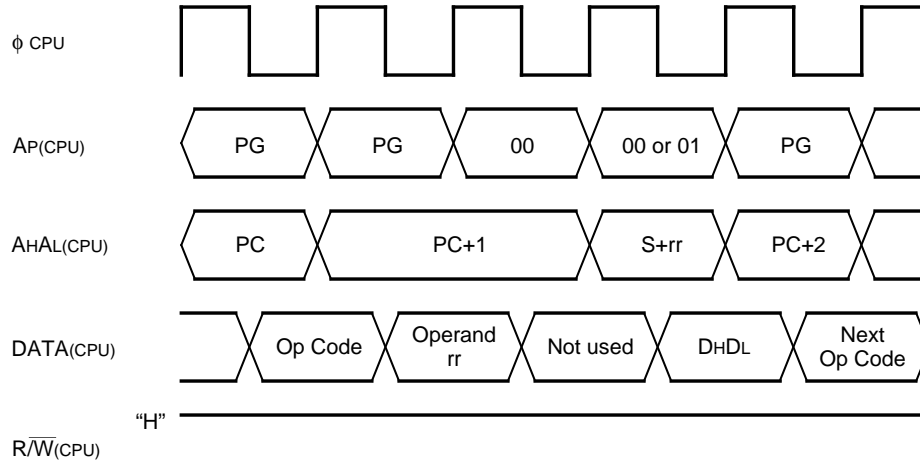 ϕ CPU
AP(CPU) PG PG 00 00 or 01 PG
AHAL(CPU) PC PC+1 S+rr PC+2
DATA(CPU) Op Code Operand rr Not used DHDL Next Op Code
“H”
R/W̅(CPU)